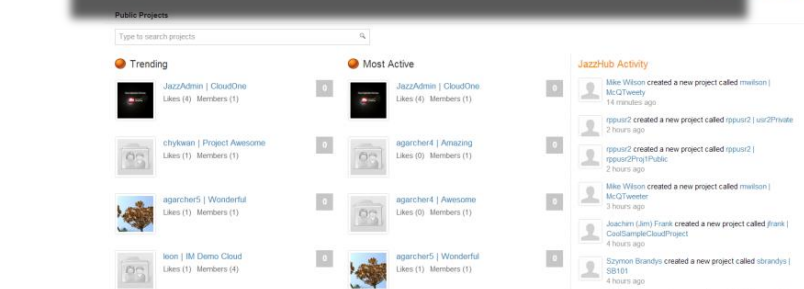 Public Projects
Type to search projects
Trending
JazzAdmin | CloudOne
Likes (4) Members (1)
0
chykwan | Project Awesome
Likes (1) Members (1)
0
agarcher5 | Wonderful
Likes (1) Members (1)
0
leon | IM Demo Cloud
Likes (1) Members (4)
0
Most Active
JazzAdmin | CloudOne
Likes (4) Members (1)
0
agarcher4 | Amazing
Likes (0) Members (1)
0
agarcher4 | Awesome
Likes (0) Members (1)
0
agarcher5 | Wonderful
Likes (1) Members (1)
0
JazzHub Activity
Mike Wilson created a new project called mwilson |
McQTweety
14 minutes ago
rppusr2 created a new project called rppusr2 | usr2Private
2 hours ago
rppusr2 created a new project called rppusr2 |
rppusr2Proj1Public
2 hours ago
Mike Wilson created a new project called mwilson |
McQTweeter
3 hours ago
Joachim (Jim) Frank created a new project called jfrank |
CoolSampleCloudProject
4 hours ago
Szymon Brandys created a new project called sbrandys |
SB101
4 hours ago